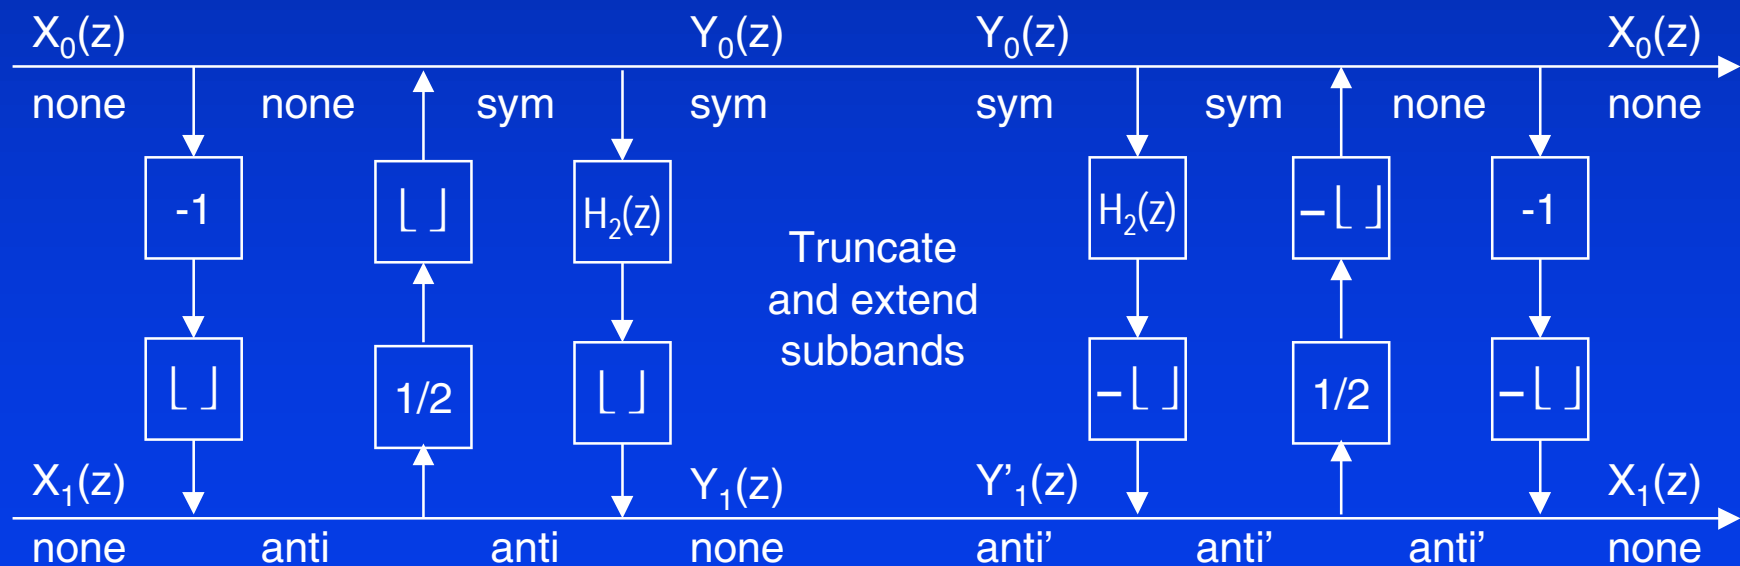 X₀(z) Y₀(z) Y₀(z) X₀(z)
none none sym sym sym sym none none
-1 ⌊ ⌋ H₂(z) H₂(z) –⌊ ⌋ -1
Truncate
and extend
subbands
⌊ ⌋ 1/2 ⌊ ⌋ –⌊ ⌋ 1/2 –⌊ ⌋
X₁(z) Y₁(z) Y’₁(z) X₁(z)
none anti anti none anti' anti' anti' none